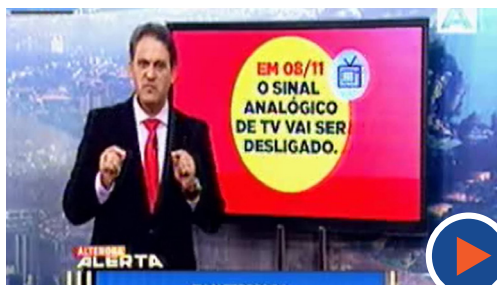 EM 08/11
O SINAL
ANALÓGICO
DE TV VAI SER
DESLIGADO.
A
ALTEROSA
ALERTA